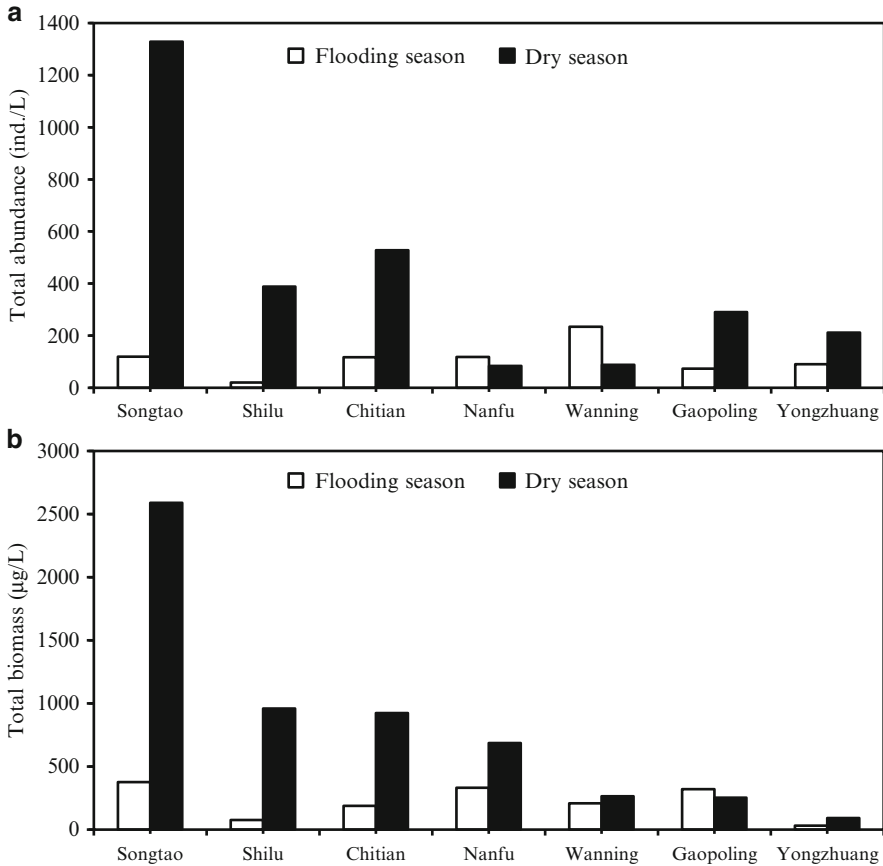 a
1400
1200
1000
800
600
400
200
0
Total abundance (ind./L)
Flooding season Dry season
Songtao Shilu Chitian Nanfu Wanning Gaopoling Yongzhuang
b
3000
2500
2000
1500
1000
500
0
Total biomass (µg/L)
Flooding season Dry season
Songtao Shilu Chitian Nanfu Wanning Gaopoling Yongzhuang